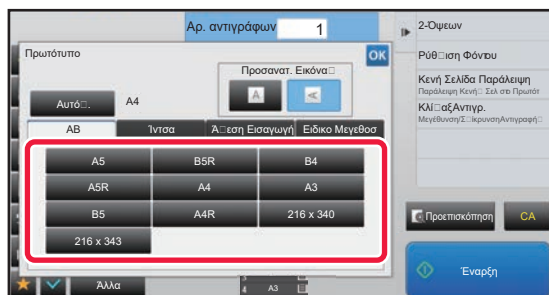 Αρ. αντιγράφων 1
Πρωτότυπο
OK
Προσανατ. Εικόνα□
A A
Αυτό□. A4
AB Ίντσα Ά□εση Εισαγωγή Ειδικο Μεγεθοσ
A5 B5R B4
A5R A4 A3
B5 A4R 216 x 340
216 x 343
Άλλα
4 A3
2-Όψεων
Ρύθ□ιση Φόντου
Κενή Σελίδα Παράλειψη
Παράλειψη Κενή□ Σελ στο Πρωτότ
Κλί□αξΑντιγρ.
Μεγέθυνση/Σ□ίκρυνσηΑντιγραφή□
Προεπισκόπηση CA
Έναρξη